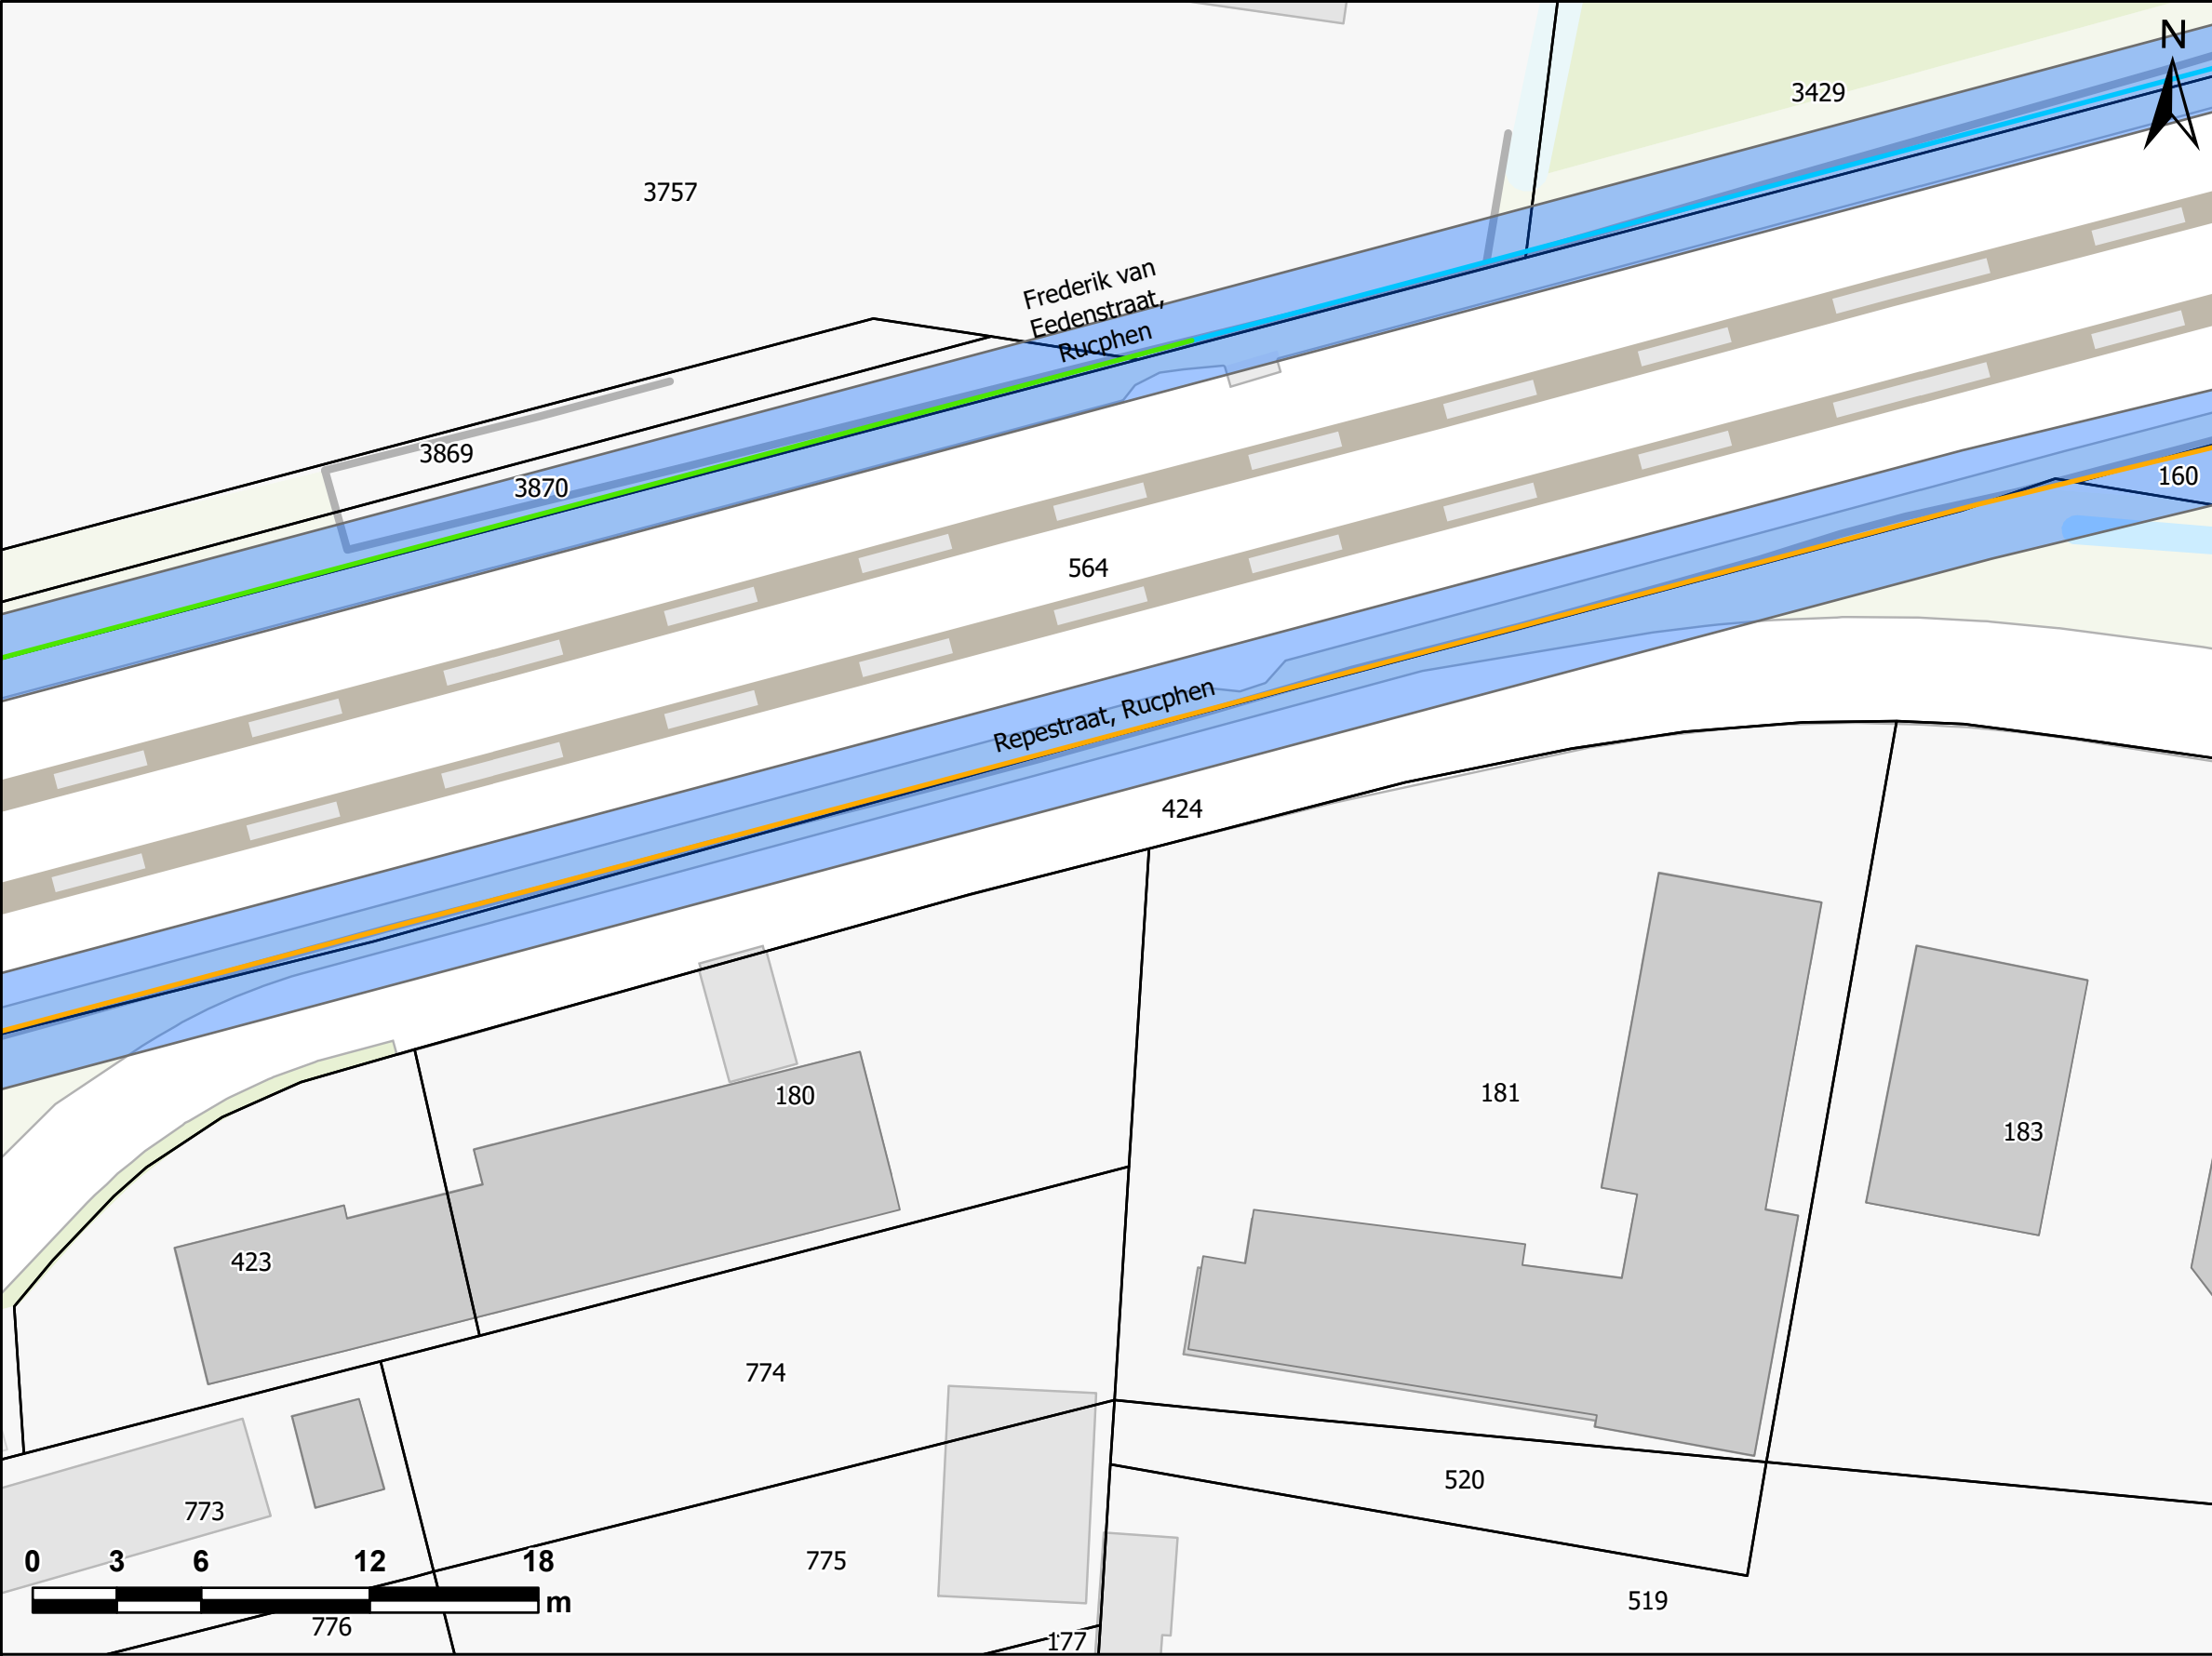 N
3429
3757
Frederik van
Eedenstraat,
Rucphen
3869
3870
160
564
Repestraat, Rucphen
424
180
181
183
423
774
520
773
0 3 6 12 18
m
775
519
776
177